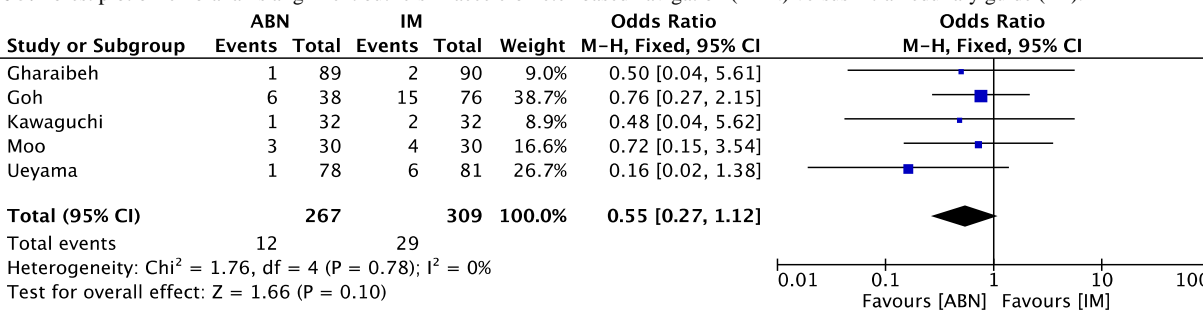 ABN IM Odds Ratio Odds Ratio
Study or Subgroup Events Total Events Total Weight M-H, Fixed, 95% CI M-H, Fixed, 95% CI
Gharaibeh 1 89 2 90 9.0% 0.50 [0.04, 5.61]
Goh 6 38 15 76 38.7% 0.76 [0.27, 2.15]
Kawaguchi 1 32 2 32 8.9% 0.48 [0.04, 5.62]
Moo 3 30 4 30 16.6% 0.72 [0.15, 3.54]
Ueyama 1 78 6 81 26.7% 0.16 [0.02, 1.38]
Total (95% CI) 267 309 100.0% 0.55 [0.27, 1.12]
Total events 12 29
Heterogeneity: Chi² = 1.76, df = 4 (P = 0.78); I² = 0%
Test for overall effect: Z = 1.66 (P = 0.10)
0.01 0.1 1 10 100
Favours [ABN] Favours [IM]